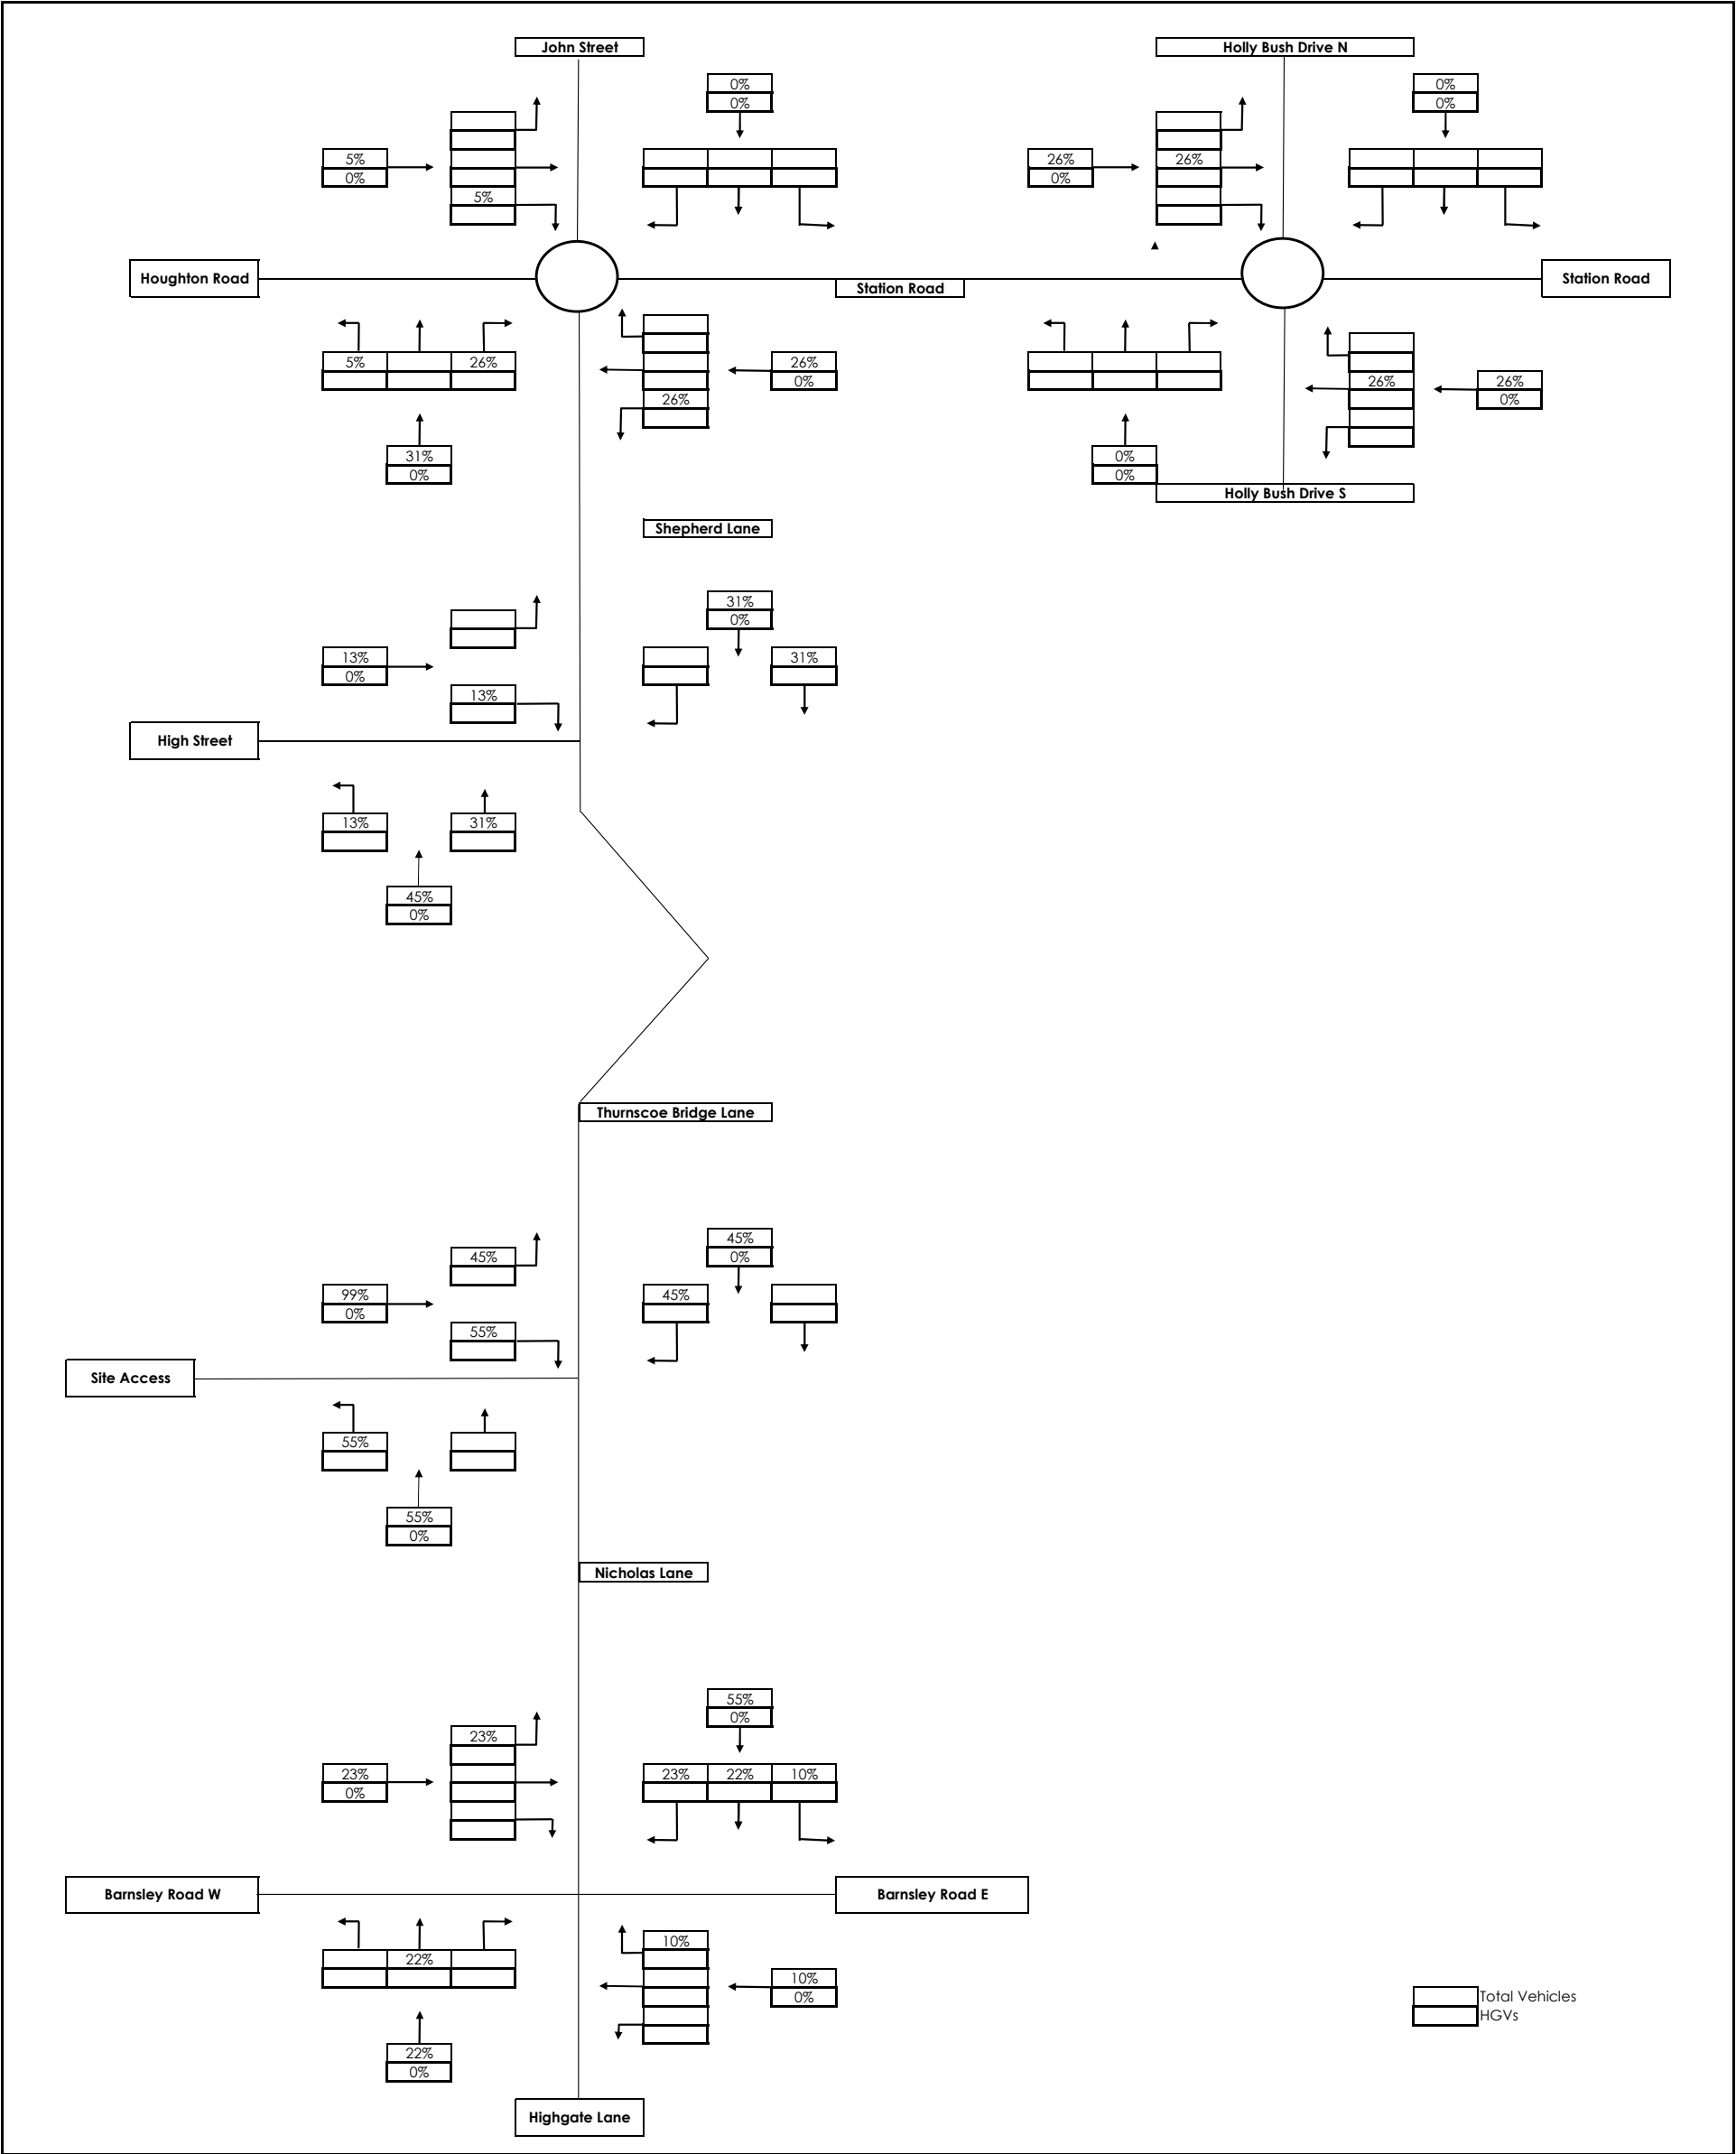 John Street Holly Bush Drive N
0% 0%
0% 0%
5% 26% 26%
0% 0%
5%
Houghton Road Station Road Station Road
5% 26% 26% 26% 26%
0% 0%
26%
31% 0%
0% 0%
Holly Bush Drive S
Shepherd Lane
31%
0%
13% 31%
0%
13%
High Street
13% 31%
45%
0%
Thurnscoe Bridge Lane
45%
45% 0%
99% 45%
0%
55%
Site Access
55%
55%
0%
Nicholas Lane
55%
0%
23%
23% 23% 22% 10%
0%
Barnsley Road W Barnsley Road E
10%
22%
10%
0%
Total Vehicles
HGVs
22%
0%
Highgate Lane